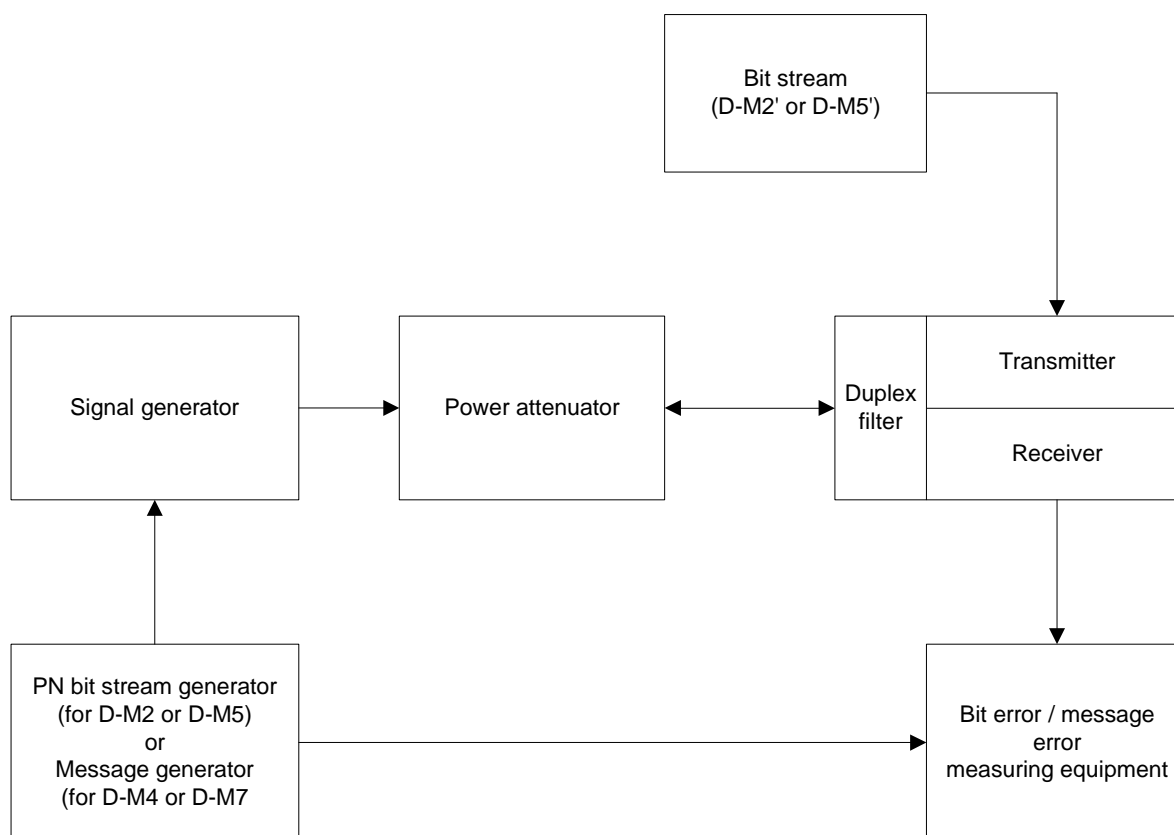 Bit stream
(D-M2' or D-M5')
Transmitter
Signal generator
Power attenuator
Duplex
filter
Receiver
PN bit stream generator
(for D-M2 or D-M5)
or
Message generator
(for D-M4 or D-M7
Bit error / message
error
measuring equipment